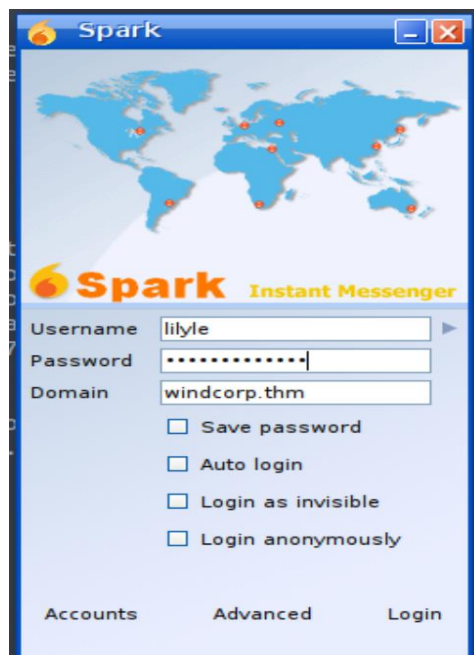 Spark
Spark Instant Messenger
Username lilyle
Password •••••••••••••
Domain windcorp.thm
Save password
Auto login
Login as invisible
Login anonymously
Accounts Advanced Login